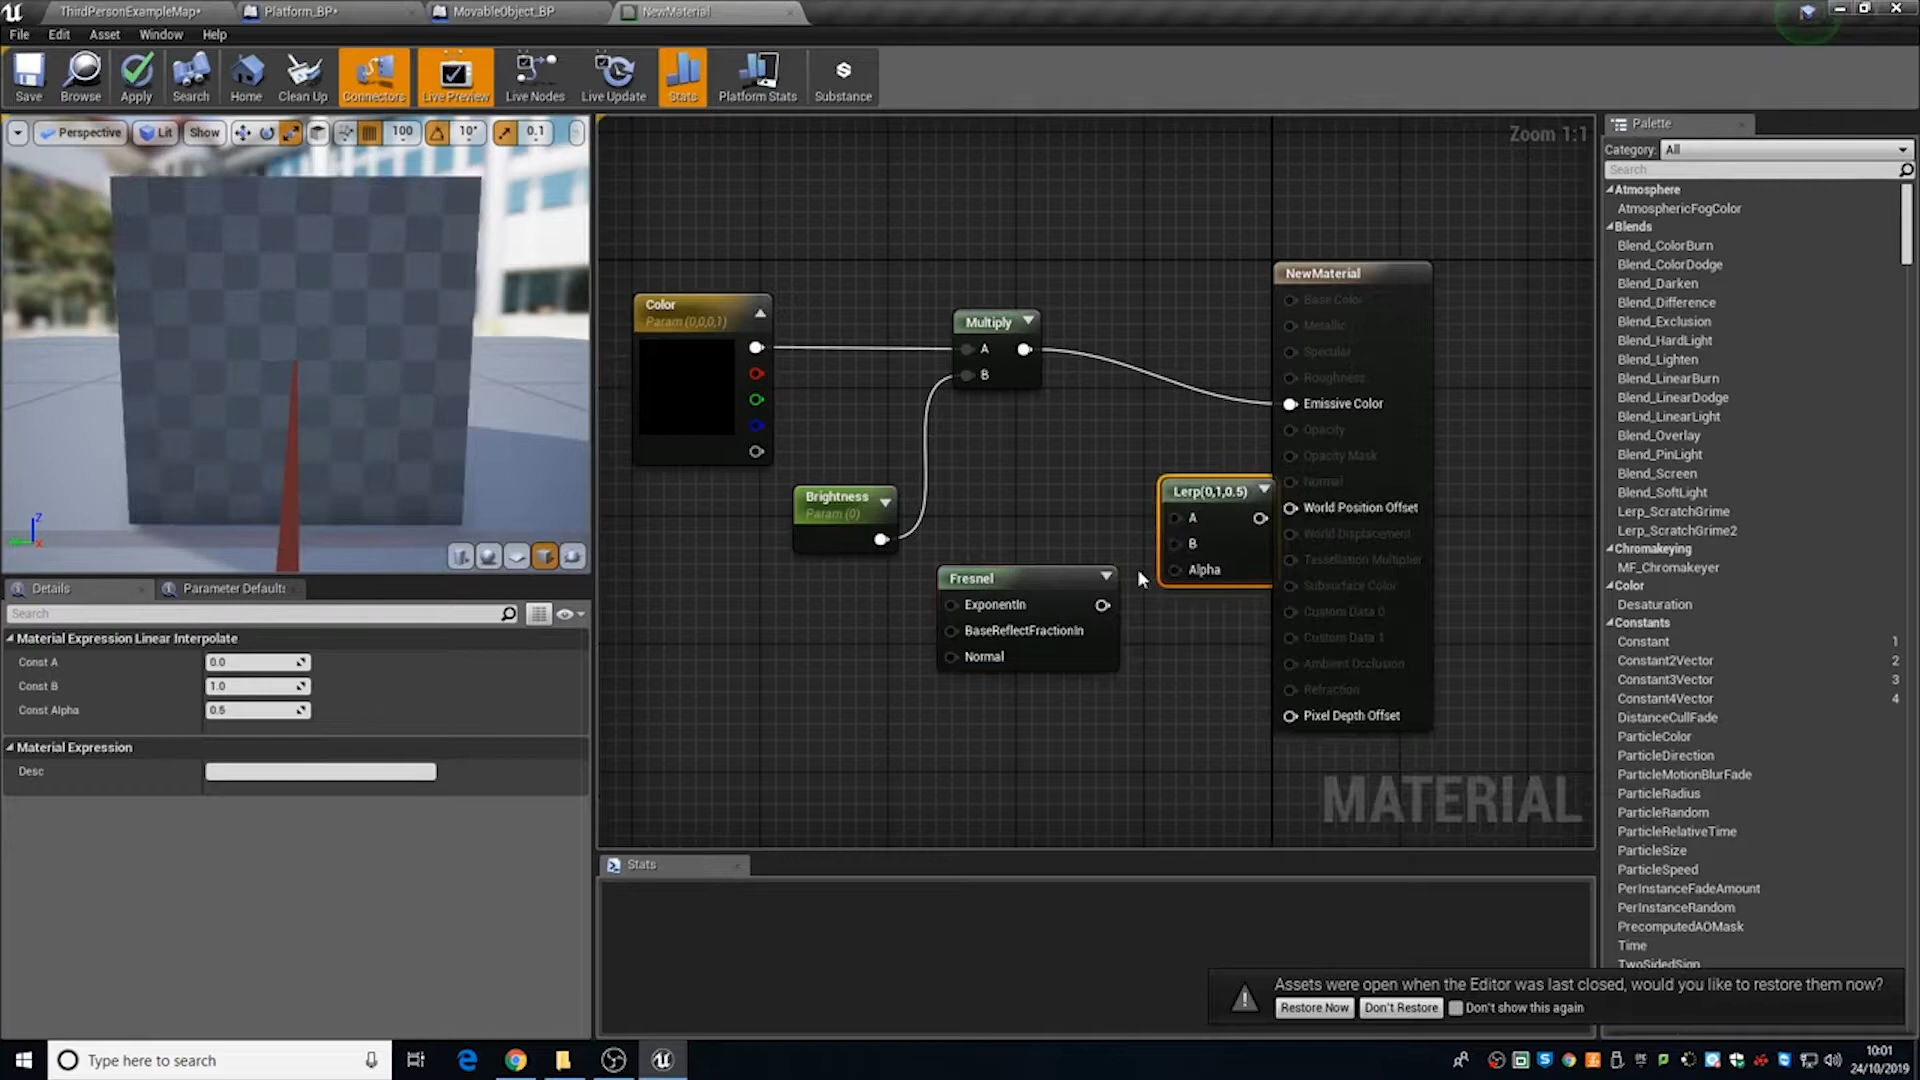 ThirdPersonExampleMap*
Platform_BP*
MovableObject_BP
NewMaterial
File Edit Asset Window Help
Save Browse Apply Search Home Clean Up Connectors Live Preview Live Nodes Live Update Stats Platform Stats Substance
Perspective Lit Show 100 10° 0.1
Zoom 1:1
Color
Param (0,0,0,1)
Multiply
A
B
Brightness
Param (0)
Fresnel
ExponentIn
BaseReflectFractionIn
Normal
Lerp(0,1,0.5)
A
B
Alpha
NewMaterial
Base Color
Metallic
Specular
Roughness
Emissive Color
Opacity
Opacity Mask
Normal
World Position Offset
World Displacement
Tessellation Multiplier
Subsurface Color
Custom Data 0
Custom Data 1
Ambient Occlusion
Refraction
Pixel Depth Offset
MATERIAL
Z
X
Details
Parameter Defaults
Search
Material Expression Linear Interpolate
Const A 0.0
Const B 1.0
Const Alpha 0.5
Material Expression
Desc
Stats
Palette
Category: All
Search
Atmosphere
AtmosphericFogColor
Blends
Blend_ColorBurn
Blend_ColorDodge
Blend_Darken
Blend_Difference
Blend_Exclusion
Blend_HardLight
Blend_Lighten
Blend_LinearBurn
Blend_LinearDodge
Blend_LinearLight
Blend_Overlay
Blend_PinLight
Blend_Screen
Blend_SoftLight
Lerp_ScratchGrime
Lerp_ScratchGrime2
Chromakeying
MF_Chromakeyer
Color
Desaturation
Constants
Constant 1
Constant2Vector 2
Constant3Vector 3
Constant4Vector 4
DistanceCullFade
ParticleColor
ParticleDirection
ParticleMotionBlurFade
ParticleRadius
ParticleRandom
ParticleRelativeTime
ParticleSize
ParticleSpeed
PerInstanceFadeAmount
PerInstanceRandom
PrecomputedAOMask
Time
TwoSidedSign
Assets were open when the Editor was last closed, would you like to restore them now?
Restore Now Don't Restore Don't show this again
Type here to search
10:01
24/10/2019